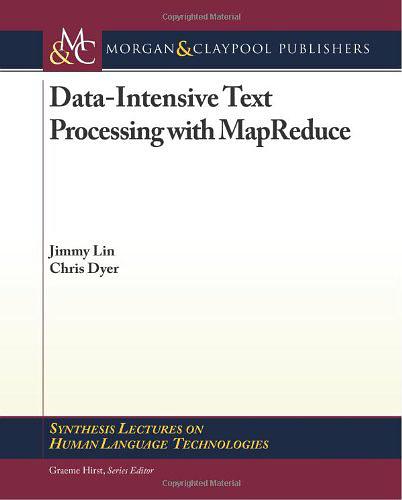 Copyrighted Material
M
&C
MORGAN&CLAYPOOL PUBLISHERS
Data-Intensive Text
Processing with MapReduce
Jimmy Lin
Chris Dyer
SYNTHESIS LECTURES ON
HUMAN LANGUAGE TECHNOLOGIES
Graeme Hirst, Series Editor
Copyrighted Material